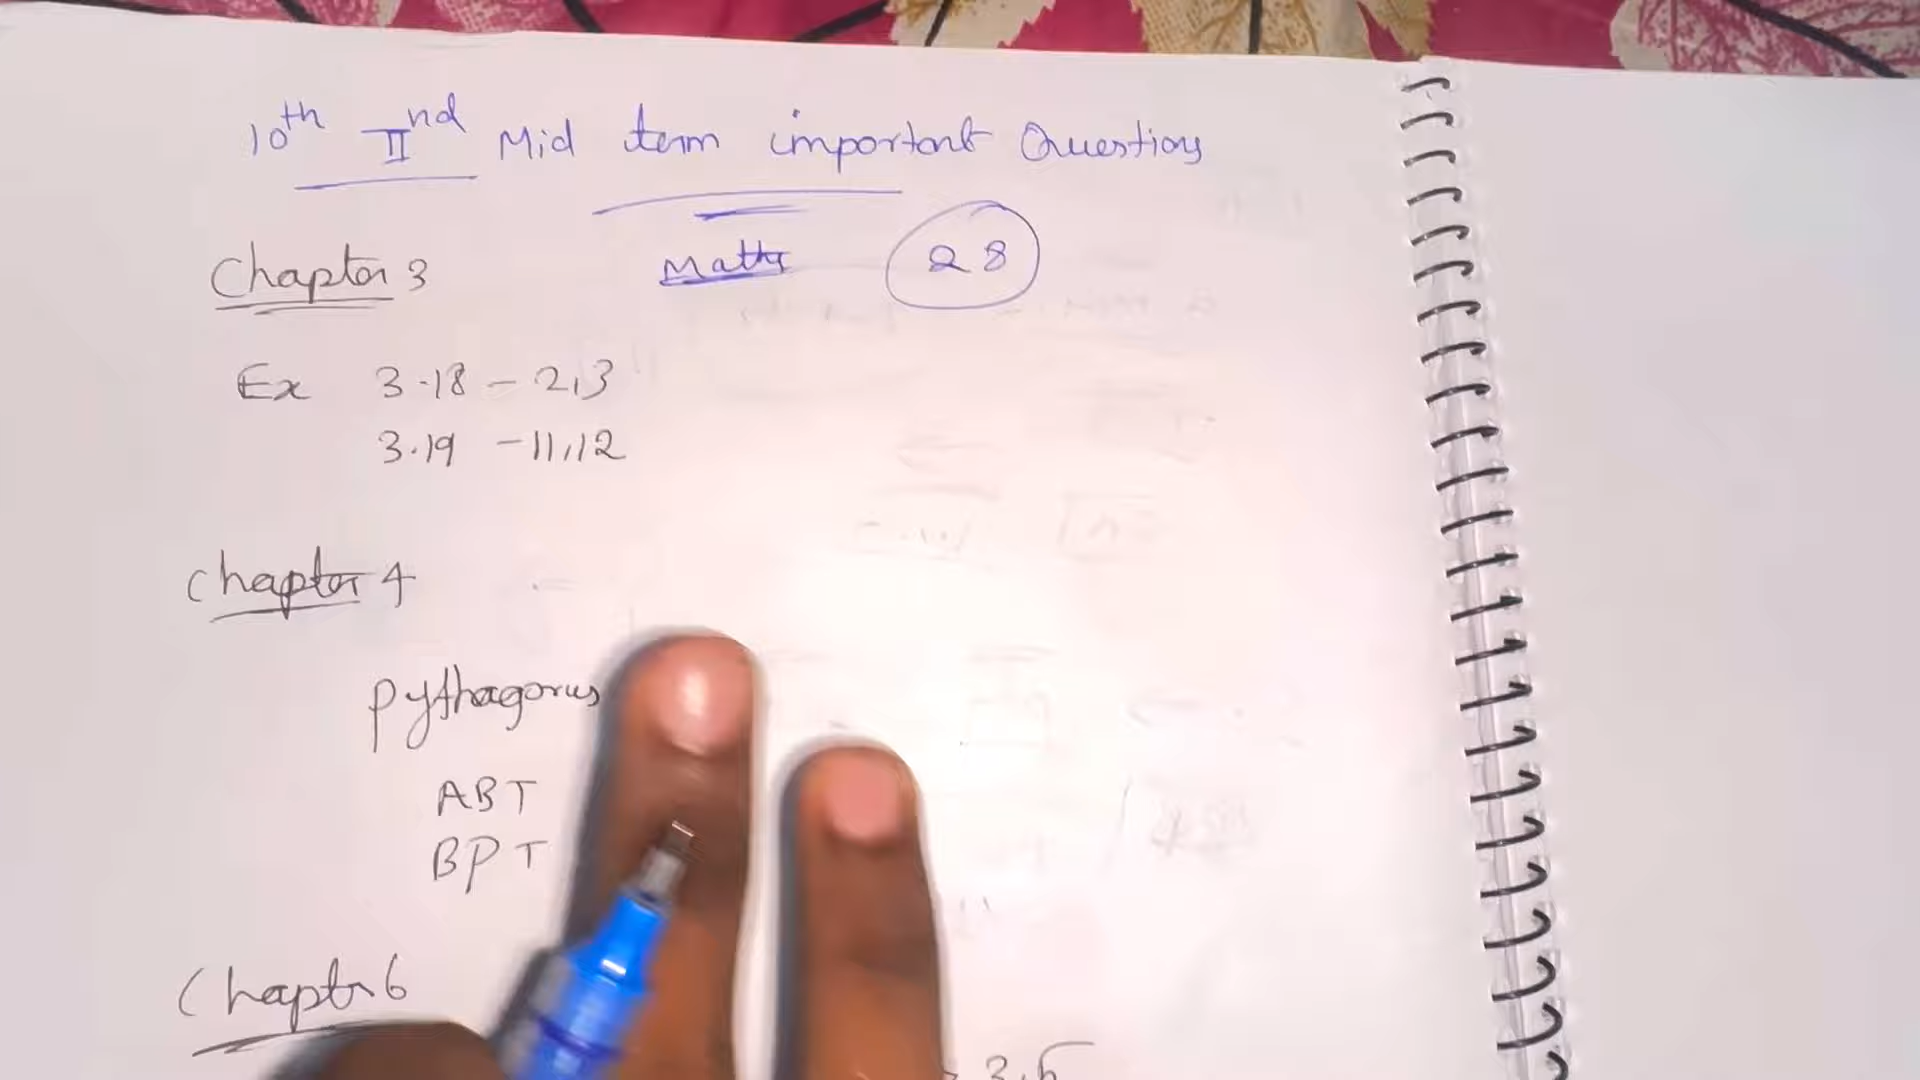 10th IInd Mid term important Questions
Maths 28
Chapter 3
Ex 3.18 - 2,3
3.19 - 11,12
Chapter 4
Pythagorus
ABT
BPT
Chapter 6